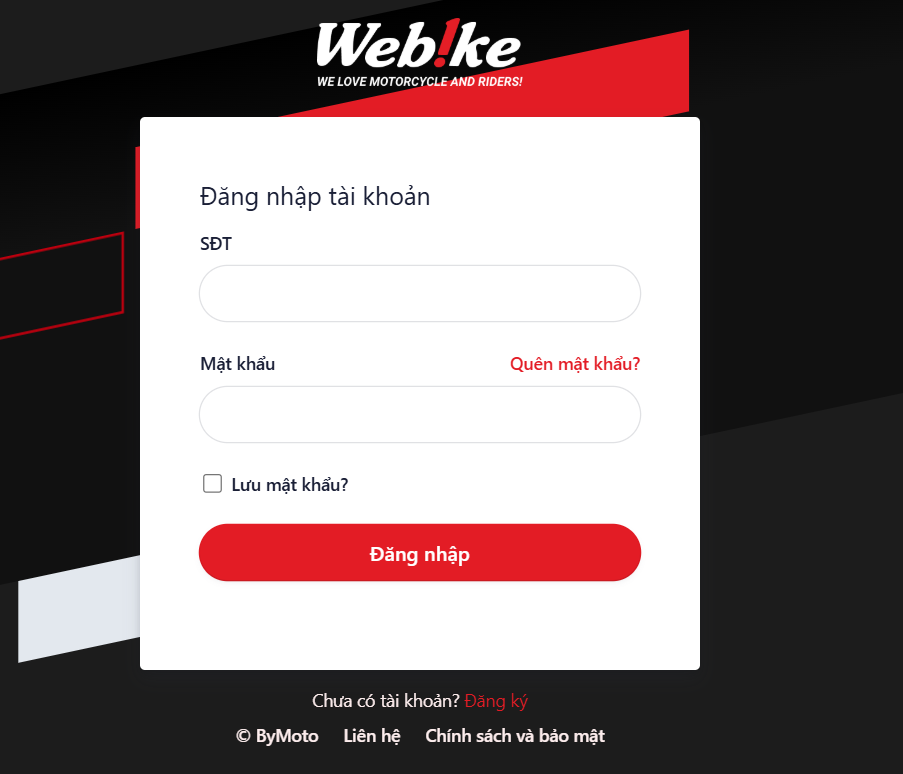 Web!ke
WE LOVE MOTORCYCLE AND RIDERS!
Đăng nhập tài khoản
SĐT
Mật khẩu
Quên mật khẩu?
Lưu mật khẩu?
Đăng nhập
Chưa có tài khoản? Đăng ký
© ByMoto Liên hệ Chính sách và bảo mật